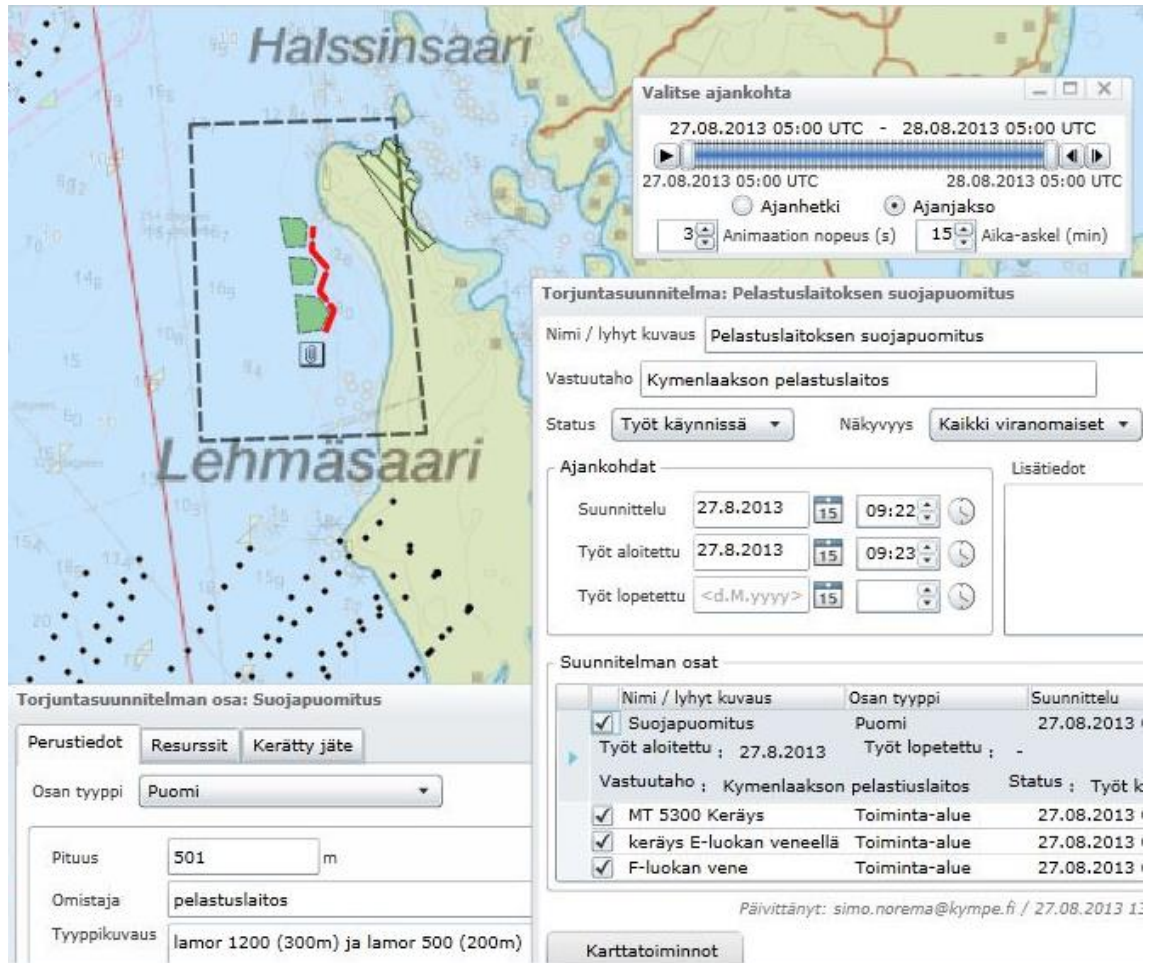 Halssinsaari
Lehmäsaari
Valitse ajankohta
27.08.2013 05:00 UTC - 28.08.2013 05:00 UTC
27.08.2013 05:00 UTC 28.08.2013 05:00 UTC
Ajanhetki Ajanjakso
3 Animaation nopeus (s) 15 Aika-askel (min)
Torjuntasuunnitelma: Pelastuslaitoksen suojapuomitus
Nimi / lyhyt kuvaus Pelastuslaitoksen suojapuomitus
Vastuutaho Kymenlaakson pelastuslaitos
Status Työt käynnissä Näkyvyys Kaikki viranomaiset
Ajankohdat Lisätiedot
Suunnittelu 27.8.2013 15 09:22
Työt aloitettu 27.8.2013 15 09:23
Työt lopetettu <d.M.yyyy> 15
Suunnitelman osat
Nimi / lyhyt kuvaus Osan tyyppi Suunnittelu
Suojapuomitus Puomi 27.08.2013
Työt aloitettu : 27.8.2013 Työt lopetettu : -
Vastuutaho : Kymenlaakson pelastiuslaitos Status : Työt k
MT 5300 Keräys Toiminta-alue 27.08.2013
keräys E-luokan veneellä Toiminta-alue 27.08.2013
F-luokan vene Toiminta-alue 27.08.2013
Päivittänyt: simo.norema@kympe.fi / 27.08.2013 13
Karttatoiminnot
Torjuntasuunnitelman osa: Suojapuomitus
Perustiedot Resurssit Kerätty jäte
Osan tyyppi Puomi
Pituus 501 m
Omistaja pelastuslaitos
Tyyppikuvaus lamor 1200 (300m) ja lamor 500 (200m)